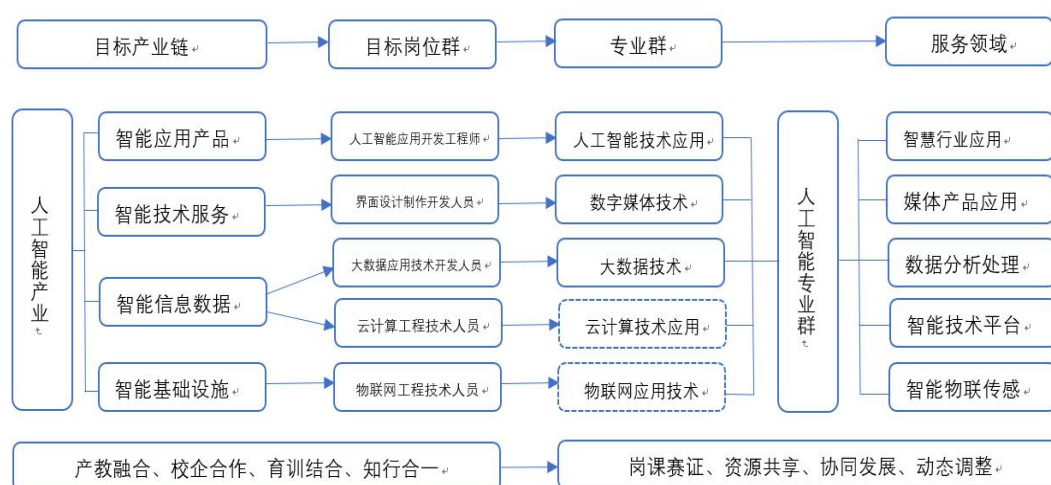 目标产业链
目标岗位群
专业群
服务领域
人工智能产业
智能应用产品
人工智能应用开发工程师
人工智能技术应用
智能技术服务
界面设计制作开发人员
数字媒体技术
智能信息数据
大数据应用技术开发人员
大数据技术
云计算工程技术人员
云计算技术应用
智能基础设施
物联网工程技术人员
物联网应用技术
人工智能专业群
智慧行业应用
媒体产品应用
数据分析处理
智能技术平台
智能物联传感
产教融合、校企合作、育训结合、知行合一
岗课赛证、资源共享、协同发展、动态调整